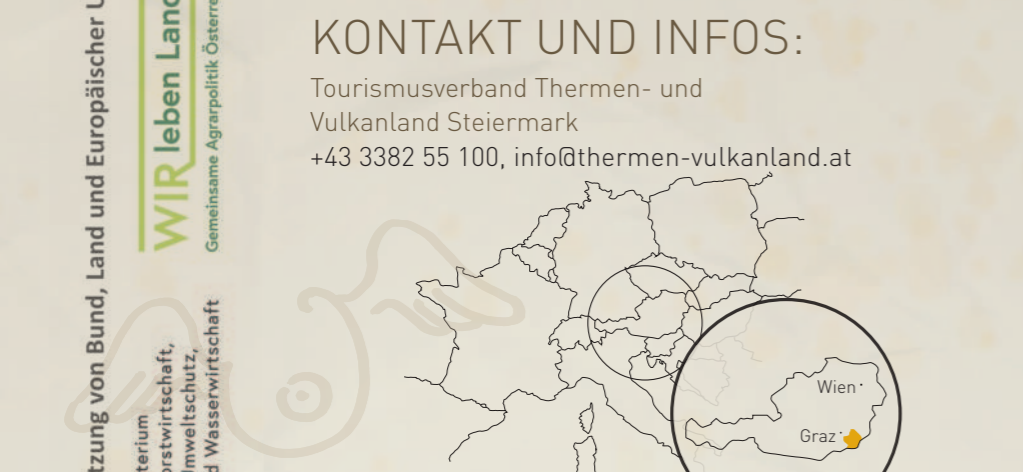 KONTAKT UND INFOS:
Tourismusverband Thermen- und
Vulkanland Steiermark
+43 3382 55 100, info@thermen-vulkanland.at
Wien
Graz
tzung von Bund, Land und Europäischer U
WIR leben Land
Gemeinsame Agrarpolitik Österre
terium
orstwirtschaft,
Umweltschutz,
d Wasserwirtschaft